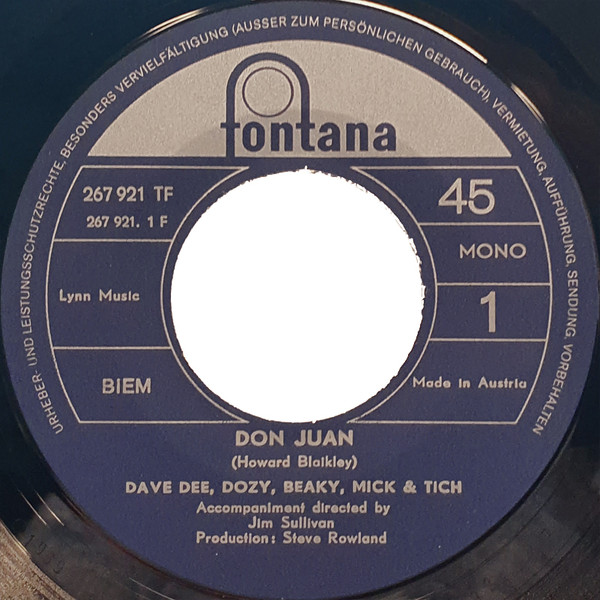 URHEBER- UND LEISTUNGSSCHUTZRECHTE, BESONDERS VERVIELFÄLTIGUNG (AUSSER ZUM PERSÖNLICHEN GEBRAUCH), VERMIETUNG, AUFFÜHRUNG, SENDUNG, VORBEHALTEN
fontana
267 921 TF
267 921. 1 F
45
MONO
Lynn Music
1
BIEM
Made in Austria
DON JUAN
(Howard Blaikley)
DAVE DEE, DOZY, BEAKY, MICK & TICH
Accompaniment directed by
Jim Sullivan
Production: Steve Rowland